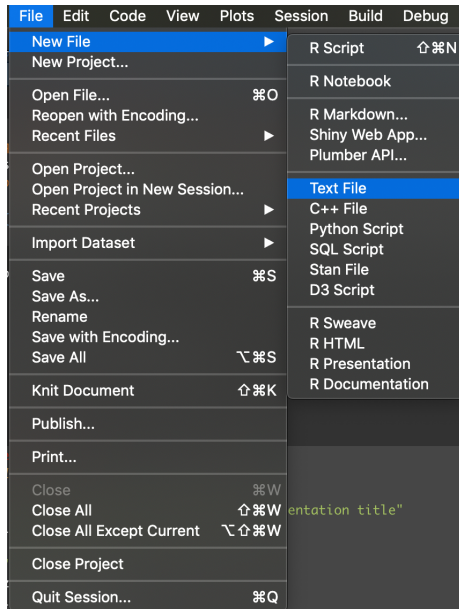 File Edit Code View Plots Session Build Debug
New File ▶
New Project...
Open File... ⌘O
Reopen with Encoding...
Recent Files ▶
Open Project...
Open Project in New Session...
Recent Projects ▶
Import Dataset ▶
Save ⌘S
Save As...
Rename
Save with Encoding...
Save All ⌥⌘S
Knit Document ⇧⌘K
Publish...
Print...
Close ⌘W
Close All ⇧⌘W
Close All Except Current ⌥⇧⌘W
Close Project
Quit Session... ⌘Q
R Script ⇧⌘N
R Notebook
R Markdown...
Shiny Web App...
Plumber API...
Text File
C++ File
Python Script
SQL Script
Stan File
D3 Script
R Sweave
R HTML
R Presentation
R Documentation
entation title"